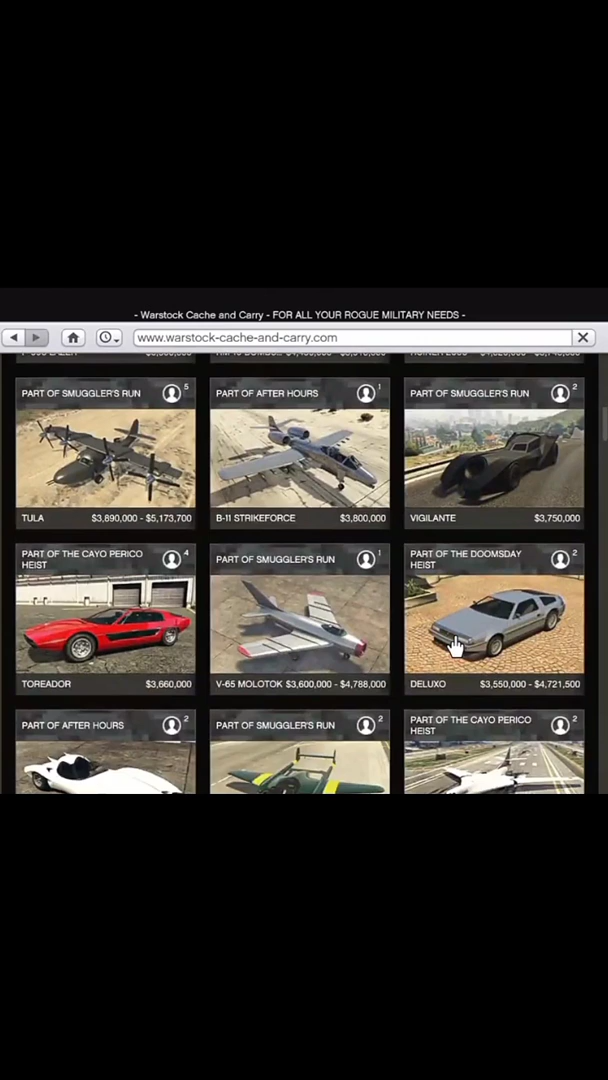 - Warstock Cache and Carry - FOR ALL YOUR ROGUE MILITARY NEEDS -
www.warstock-cache-and-carry.com
PART OF SMUGGLER'S RUN 5
PART OF AFTER HOURS 1
PART OF SMUGGLER'S RUN 2
TULA $3,890,000 - $5,173,700
B-11 STRIKEFORCE $3,800,000
VIGILANTE $3,750,000
PART OF THE CAYO PERICO
HEIST 4
PART OF SMUGGLER'S RUN 1
PART OF THE DOOMSDAY
HEIST 2
TOREADOR $3,660,000
V-65 MOLOTOK $3,600,000 - $4,788,000
DELUXO $3,550,000 - $4,721,500
PART OF AFTER HOURS 2
PART OF SMUGGLER'S RUN 2
PART OF THE CAYO PERICO
HEIST 2